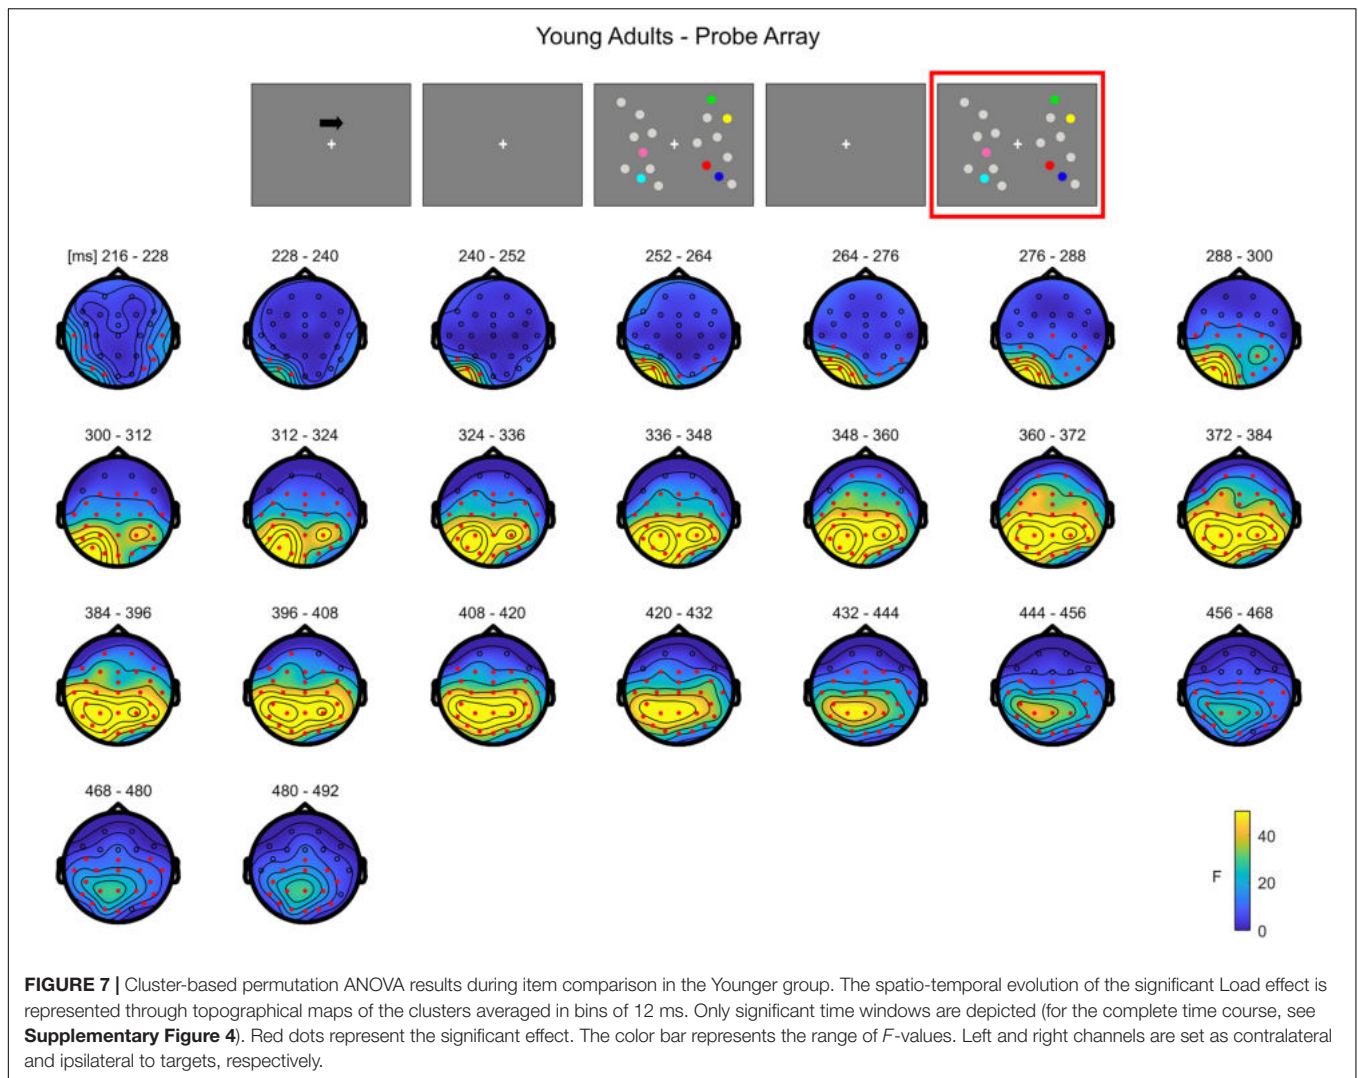 Young Adults - Probe Array
[ms] 216 - 228
228 - 240
240 - 252
252 - 264
264 - 276
276 - 288
288 - 300
300 - 312
312 - 324
324 - 336
336 - 348
348 - 360
360 - 372
372 - 384
384 - 396
396 - 408
408 - 420
420 - 432
432 - 444
444 - 456
456 - 468
468 - 480
480 - 492
40
F
20
0
FIGURE 7 | Cluster-based permutation ANOVA results during item comparison in the Younger group. The spatio-temporal evolution of the significant Load effect is
represented through topographical maps of the clusters averaged in bins of 12 ms. Only significant time windows are depicted (for the complete time course, see
Supplementary Figure 4). Red dots represent the significant effect. The color bar represents the range of F-values. Left and right channels are set as contralateral
and ipsilateral to targets, respectively.